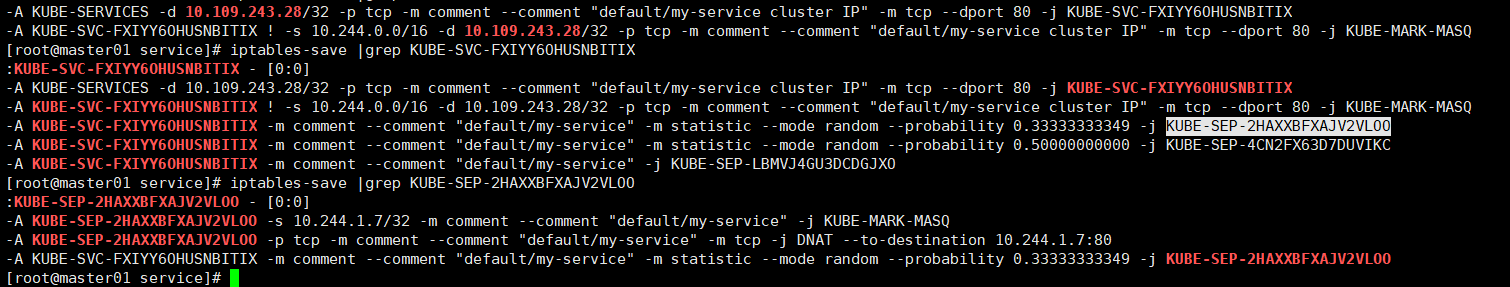 -A KUBE-SERVICES -d 10.109.243.28/32 -p tcp -m comment --comment "default/my-service cluster IP" -m tcp --dport 80 -j KUBE-SVC-FXIYY6OHUSNBITIX
-A KUBE-SVC-FXIYY6OHUSNBITIX ! -s 10.244.0.0/16 -d 10.109.243.28/32 -p tcp -m comment --comment "default/my-service cluster IP" -m tcp --dport 80 -j KUBE-MARK-MASQ
[root@master01 service]# iptables-save |grep KUBE-SVC-FXIYY6OHUSNBITIX
:KUBE-SVC-FXIYY6OHUSNBITIX - [0:0]
-A KUBE-SERVICES -d 10.109.243.28/32 -p tcp -m comment --comment "default/my-service cluster IP" -m tcp --dport 80 -j KUBE-SVC-FXIYY6OHUSNBITIX
-A KUBE-SVC-FXIYY6OHUSNBITIX ! -s 10.244.0.0/16 -d 10.109.243.28/32 -p tcp -m comment --comment "default/my-service cluster IP" -m tcp --dport 80 -j KUBE-MARK-MASQ
-A KUBE-SVC-FXIYY6OHUSNBITIX -m comment --comment "default/my-service" -m statistic --mode random --probability 0.33333333349 -j KUBE-SEP-2HAXXBFXAJV2VLOO
-A KUBE-SVC-FXIYY6OHUSNBITIX -m comment --comment "default/my-service" -m statistic --mode random --probability 0.50000000000 -j KUBE-SEP-4CN2FX63D7DUVIKC
-A KUBE-SVC-FXIYY6OHUSNBITIX -m comment --comment "default/my-service" -j KUBE-SEP-LBMVJ4GU3DCDGJXO
[root@master01 service]# iptables-save |grep KUBE-SEP-2HAXXBFXAJV2VLOO
:KUBE-SEP-2HAXXBFXAJV2VLOO - [0:0]
-A KUBE-SEP-2HAXXBFXAJV2VLOO -s 10.244.1.7/32 -m comment --comment "default/my-service" -j KUBE-MARK-MASQ
-A KUBE-SEP-2HAXXBFXAJV2VLOO -p tcp -m comment --comment "default/my-service" -m tcp -j DNAT --to-destination 10.244.1.7:80
-A KUBE-SVC-FXIYY6OHUSNBITIX -m comment --comment "default/my-service" -m statistic --mode random --probability 0.33333333349 -j KUBE-SEP-2HAXXBFXAJV2VLOO
[root@master01 service]#